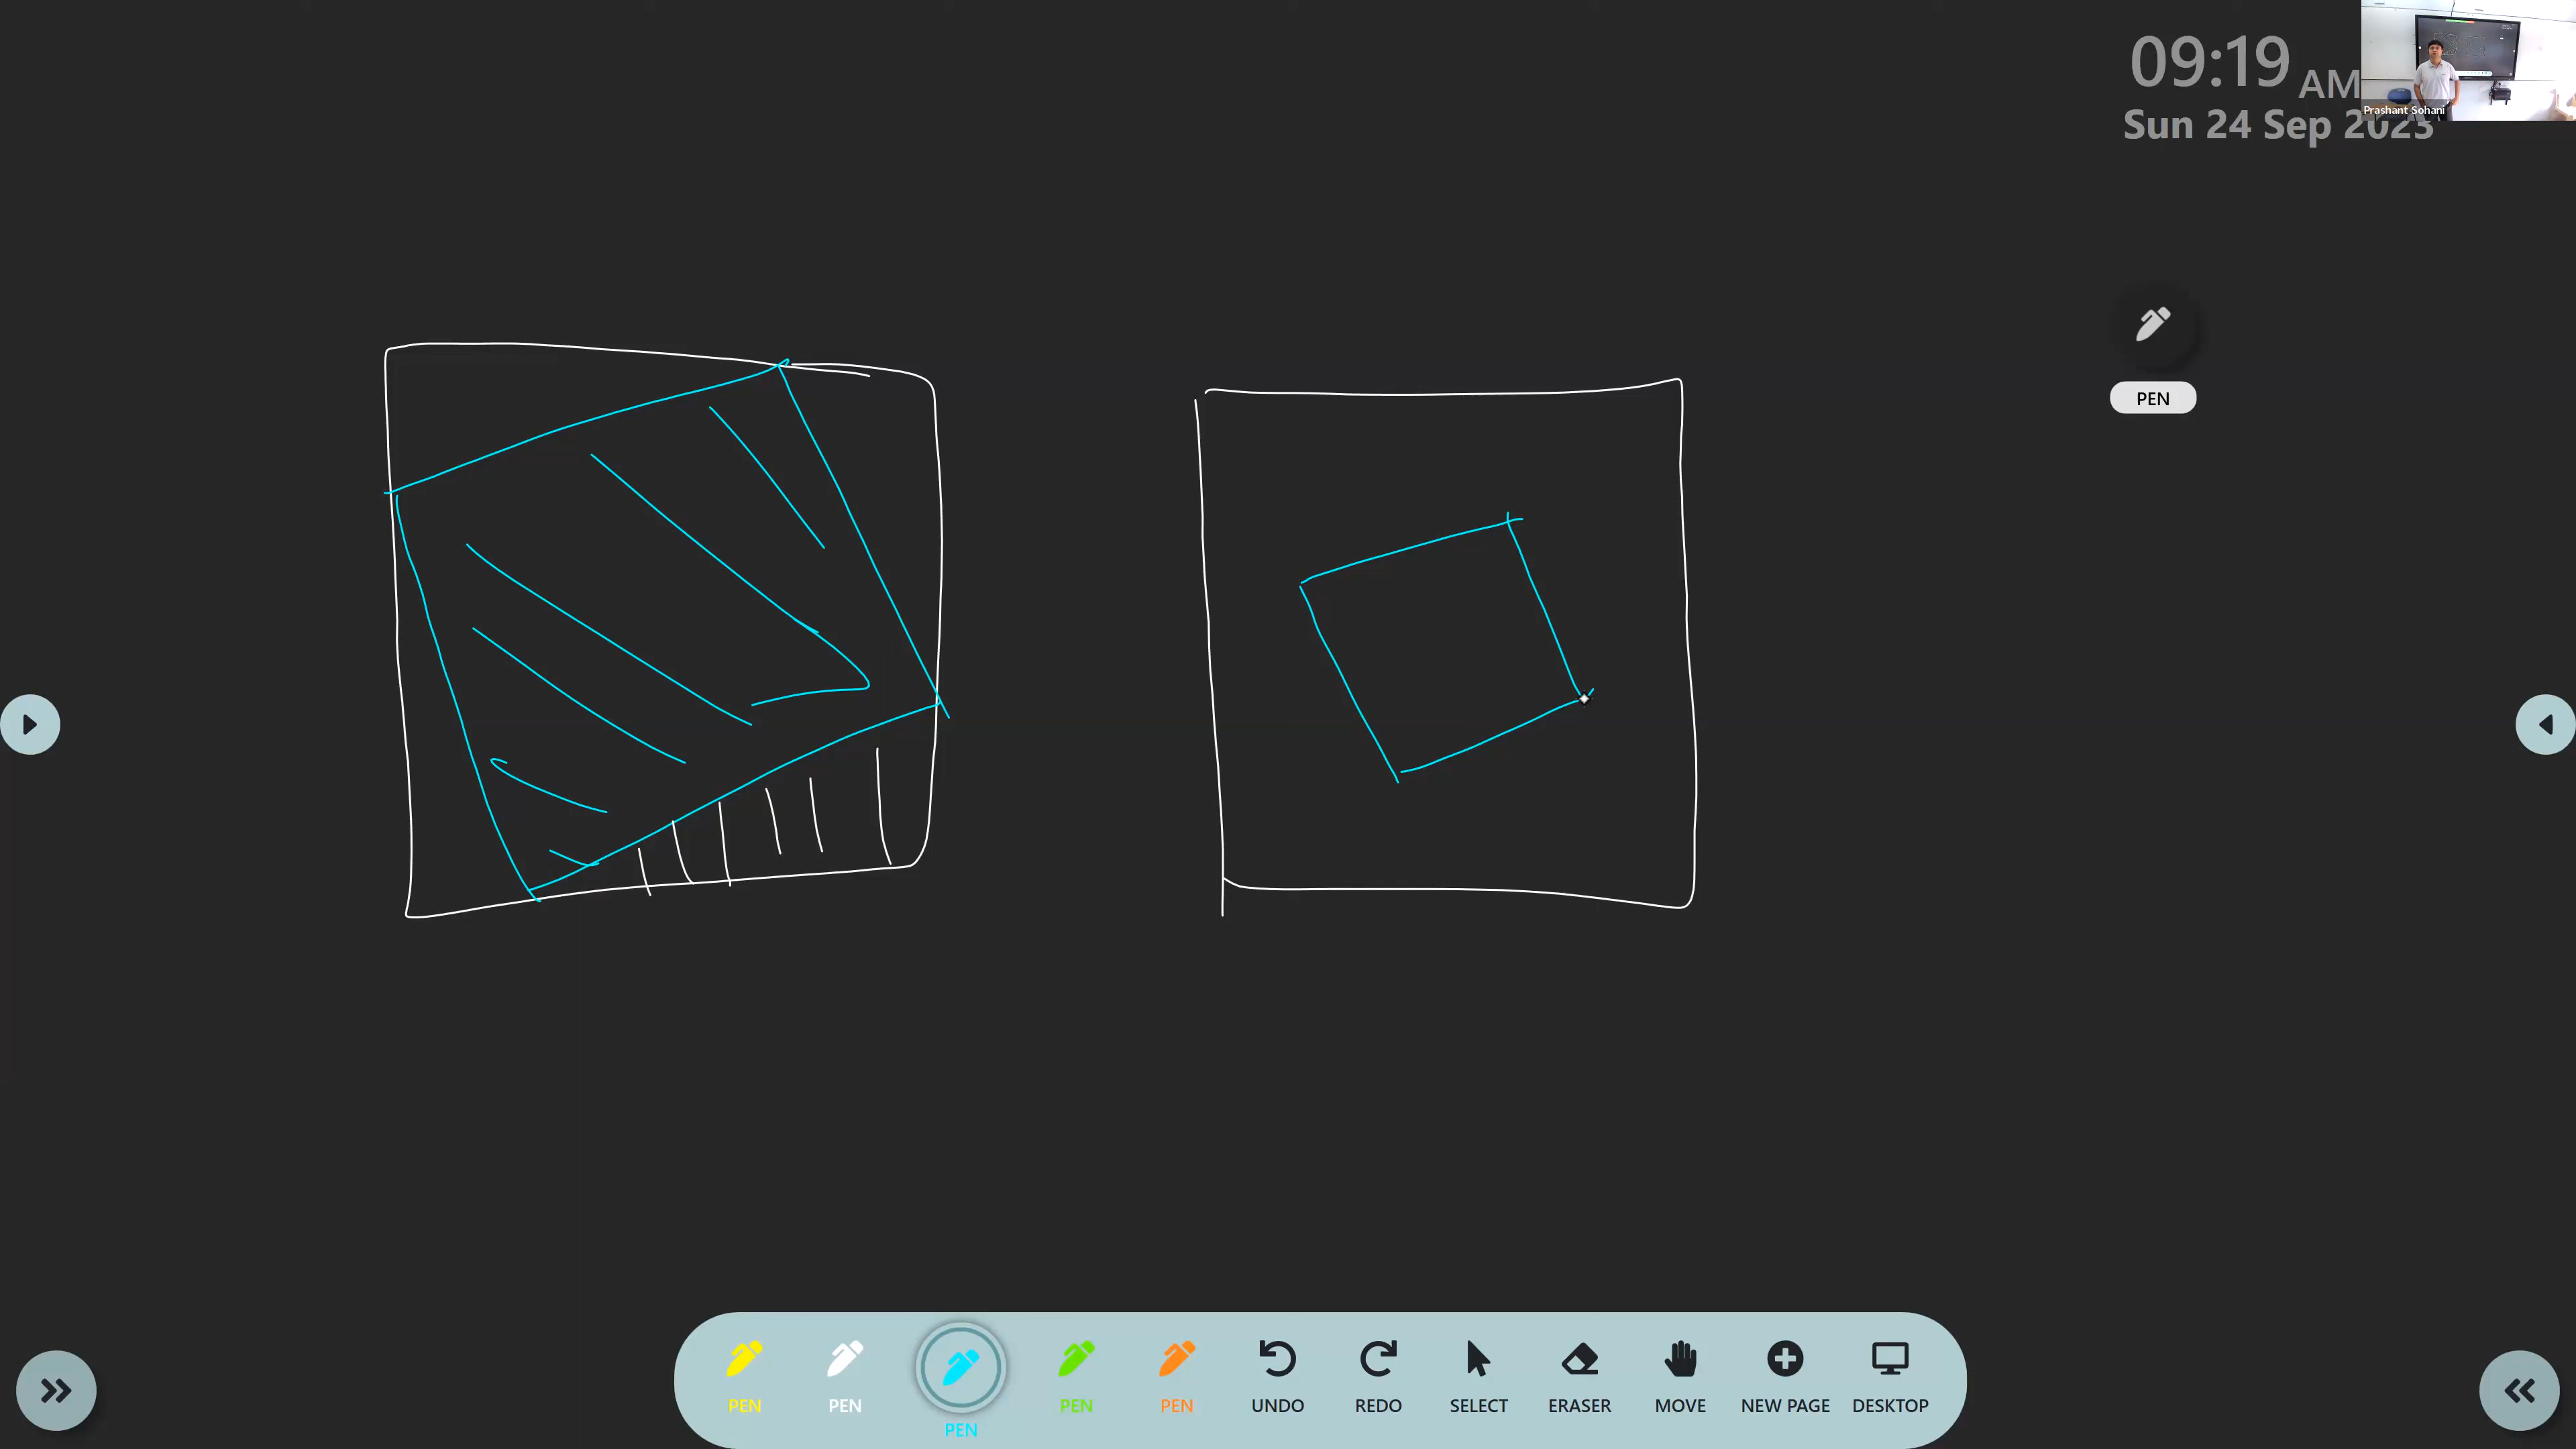 09:19 AM
Sun 24 Sep 2023
Prashant Sohani
PEN
PEN
PEN
PEN
PEN
PEN
UNDO
REDO
SELECT
ERASER
MOVE
NEW PAGE
DESKTOP